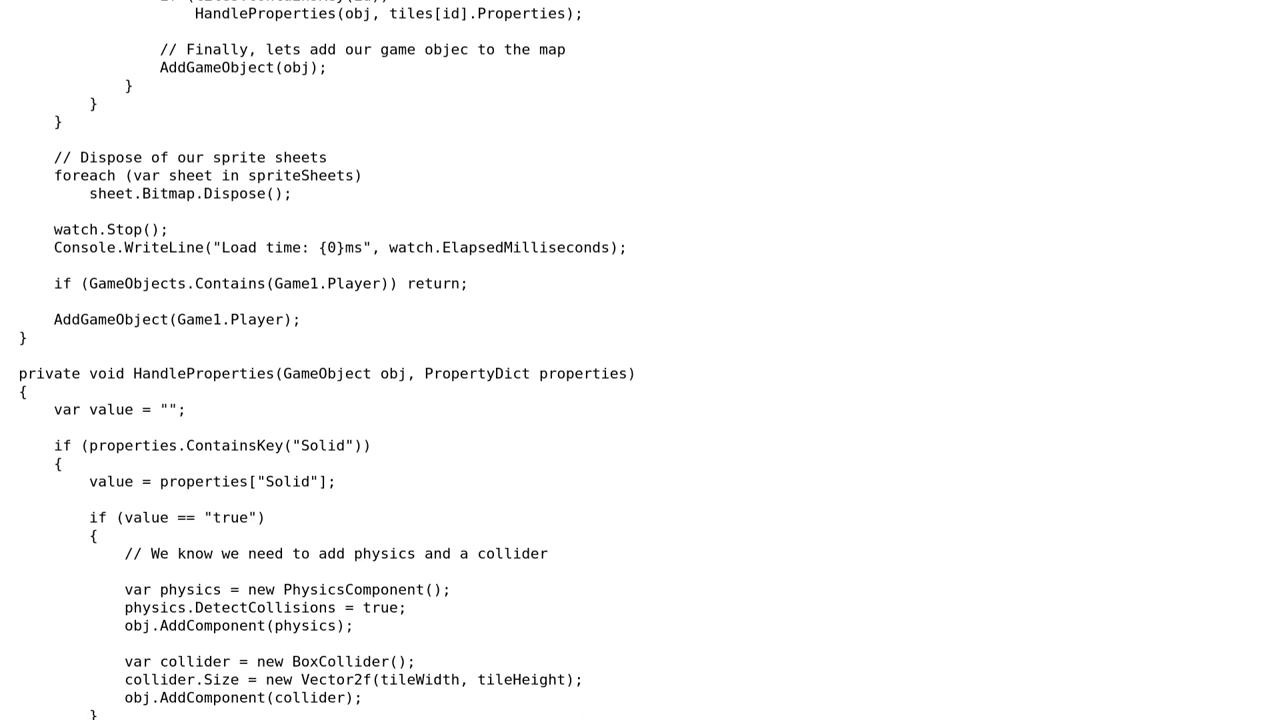 HandleProperties(obj, tiles[id].Properties);
// Finally, lets add our game objec to the map
AddGameObject(obj);
}
}
}
// Dispose of our sprite sheets
foreach (var sheet in spriteSheets)
sheet.Bitmap.Dispose();
watch.Stop();
Console.WriteLine("Load time: {0}ms", watch.ElapsedMilliseconds);
if (GameObjects.Contains(Game1.Player)) return;
AddGameObject(Game1.Player);
}
private void HandleProperties(GameObject obj, PropertyDict properties)
{
var value = "";
if (properties.ContainsKey("Solid"))
{
value = properties["Solid"];
if (value == "true")
{
// We know we need to add physics and a collider
var physics = new PhysicsComponent();
physics.DetectCollisions = true;
obj.AddComponent(physics);
var collider = new BoxCollider();
collider.Size = new Vector2f(tileWidth, tileHeight);
obj.AddComponent(collider);
}